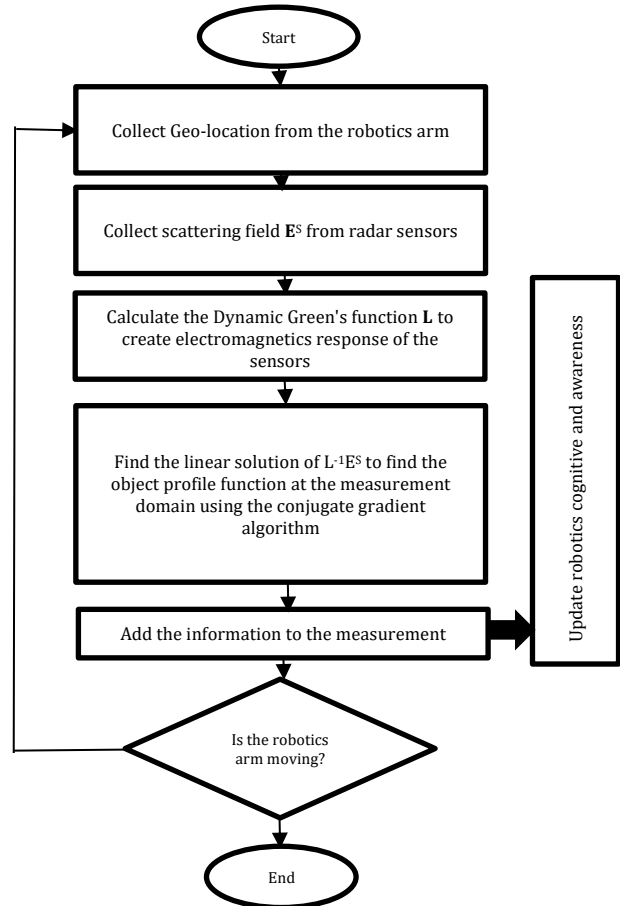 Start
Collect Geo-location from the robotics arm
Collect scattering field Eˢ from radar sensors
Calculate the Dynamic Green's function L to
create electromagnetics response of the
sensors
Find the linear solution of L⁻¹Eˢ to find the
object profile function at the measurement
domain using the conjugate gradient
algorithm
Add the information to the measurement
Update robotics cognitive and awareness
Is the robotics
arm moving?
End